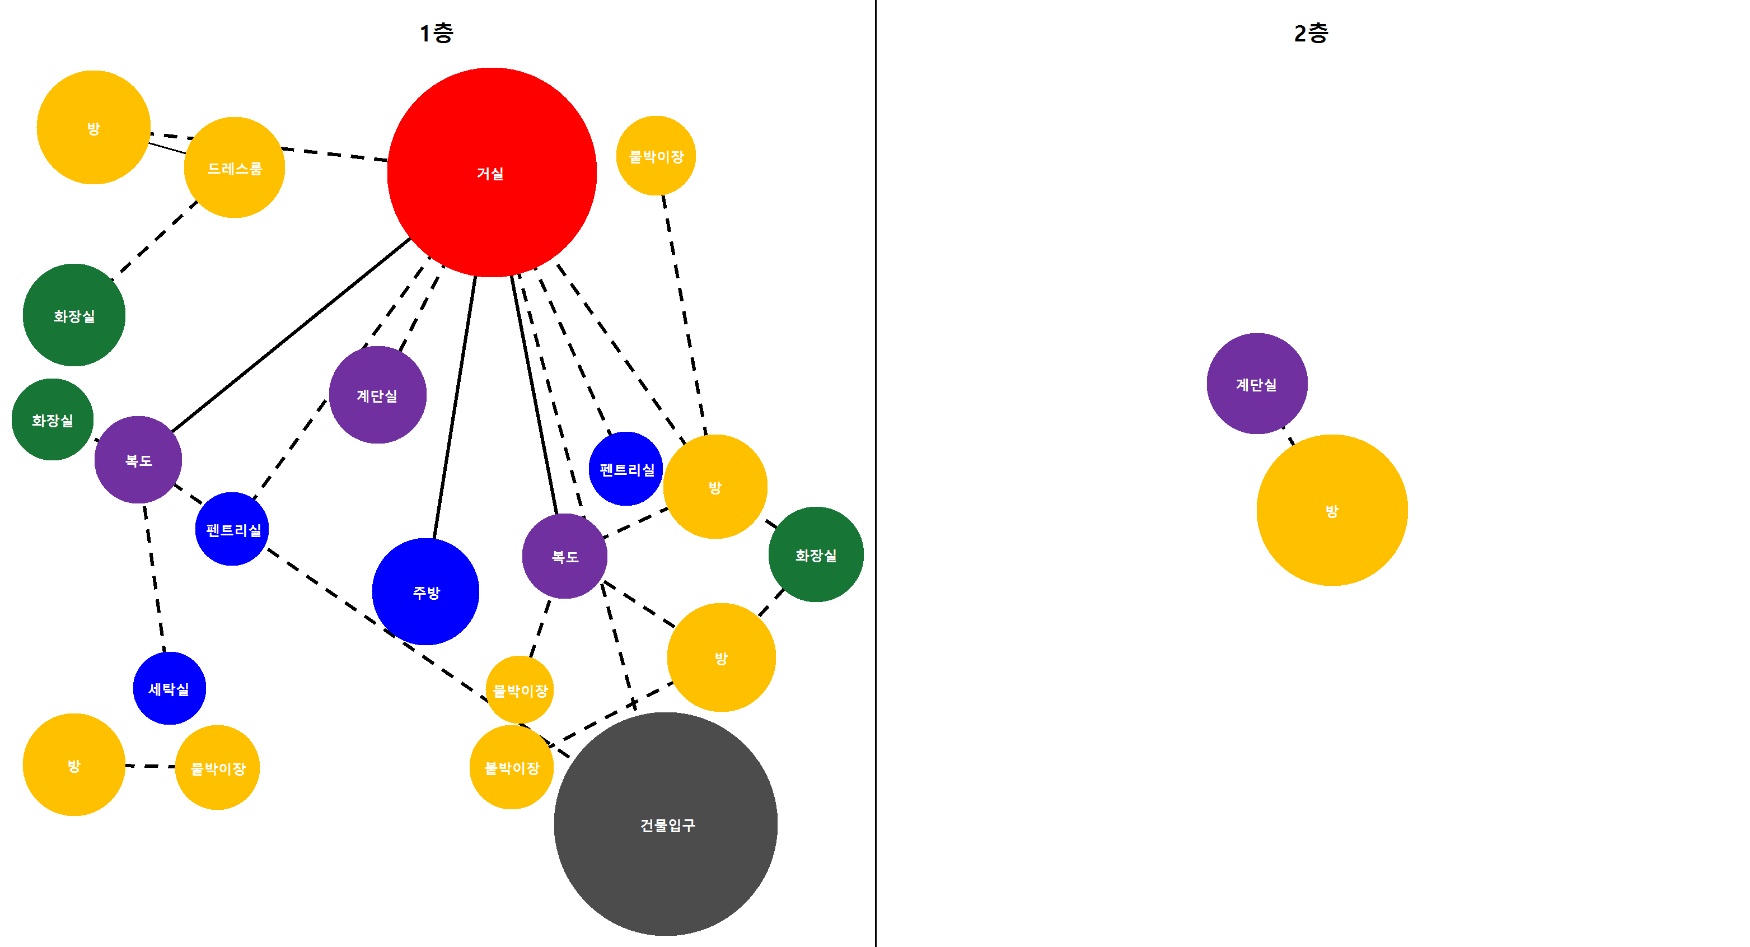 1층
2층
방
드레스룸
거실
붙박이장
화장실
화장실
복도
계단실
펜트리실
방
펜트리실
주방
복도
화장실
세탁실
붙박이장
방
방
붙박이장
붙박이장
건물입구
계단실
방